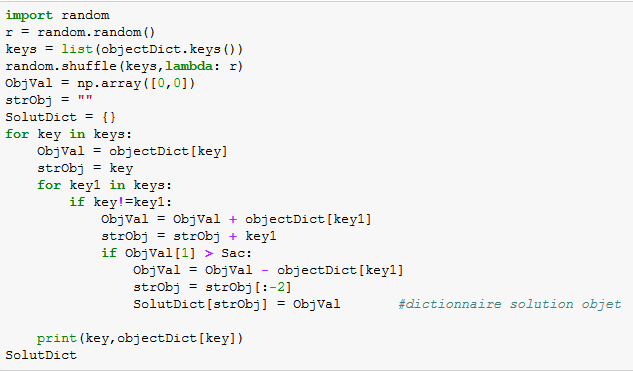 import random
r = random.random()
keys = list(objectDict.keys())
random.shuffle(keys,lambda: r)
ObjVal = np.array([0,0])
strObj = ""
SolutDict = {}
for key in keys:
    ObjVal = objectDict[key]
    strObj = key
    for key1 in keys:
        if key!=key1:
            ObjVal = ObjVal + objectDict[key1]
            strObj = strObj + key1
            if ObjVal[1] > Sac:
                ObjVal = ObjVal - objectDict[key1]
                strObj = strObj[:-2]
                SolutDict[strObj] = ObjVal       #dictionnaire solution objet
    print(key,objectDict[key])
SolutDict